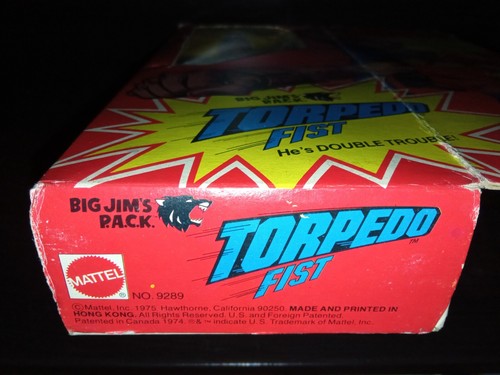 BIG JIM'S
P.A.C.K.
TORPEDO
FIST
He's DOUBLE TROUBLE!
BIG JIM'S
P.A.C.K.
TORPEDO™
FIST
MATTEL®
NO. 9289
©Mattel, Inc. 1975 Hawthorne, California 90250. MADE AND PRINTED IN
HONG KONG. All Rights Reserved. U.S. and Foreign Patented.
Patented in Canada 1974. ®& ™ indicate U.S. Trademark of Mattel, Inc.